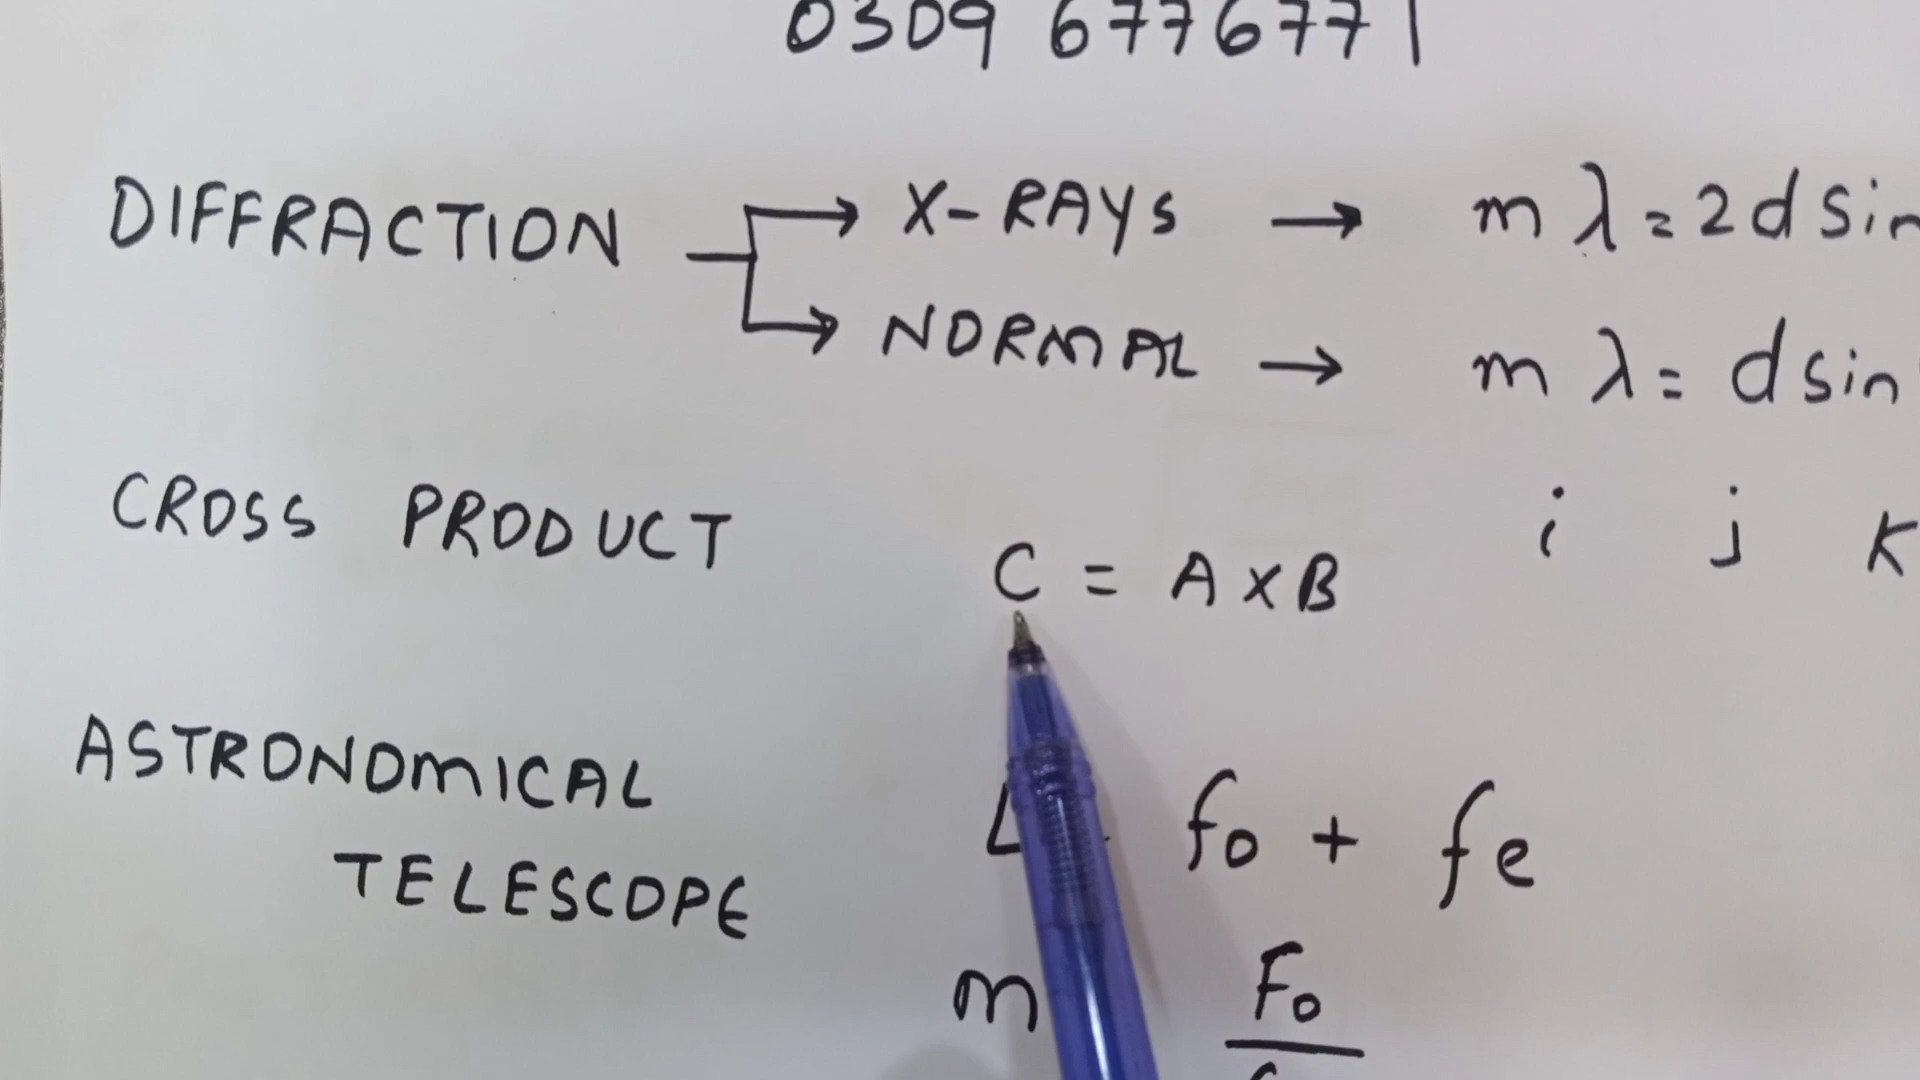 0309 6776771
DIFFRACTION → X-RAYS → mλ = 2d sin
→ NORMAL → mλ = d sin
CROSS PRODUCT C = A x B i j K
ASTRONOMICAL L fo + fe
TELESCOPE
m Fo